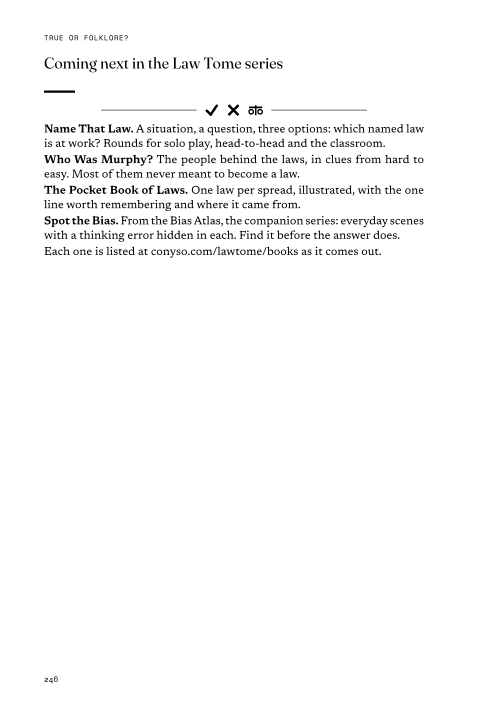 TRUE OR FOLKLORE?
Coming next in the Law Tome series
Name That Law. A situation, a question, three options: which named law
is at work? Rounds for solo play, head-to-head and the classroom.
Who Was Murphy? The people behind the laws, in clues from hard to
easy. Most of them never meant to become a law.
The Pocket Book of Laws. One law per spread, illustrated, with the one
line worth remembering and where it came from.
Spot the Bias. From the Bias Atlas, the companion series: everyday scenes
with a thinking error hidden in each. Find it before the answer does.
Each one is listed at conyso.com/lawtome/books as it comes out.
246